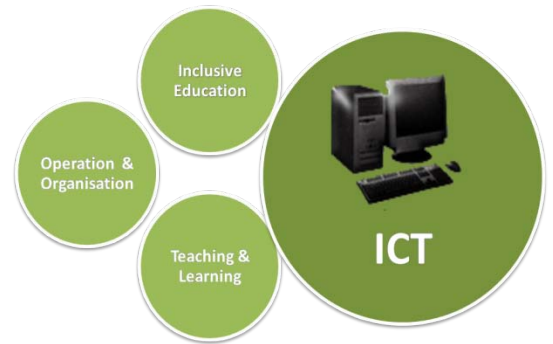 Inclusive
Education
Operation &
Organisation
Teaching &
Learning
ICT